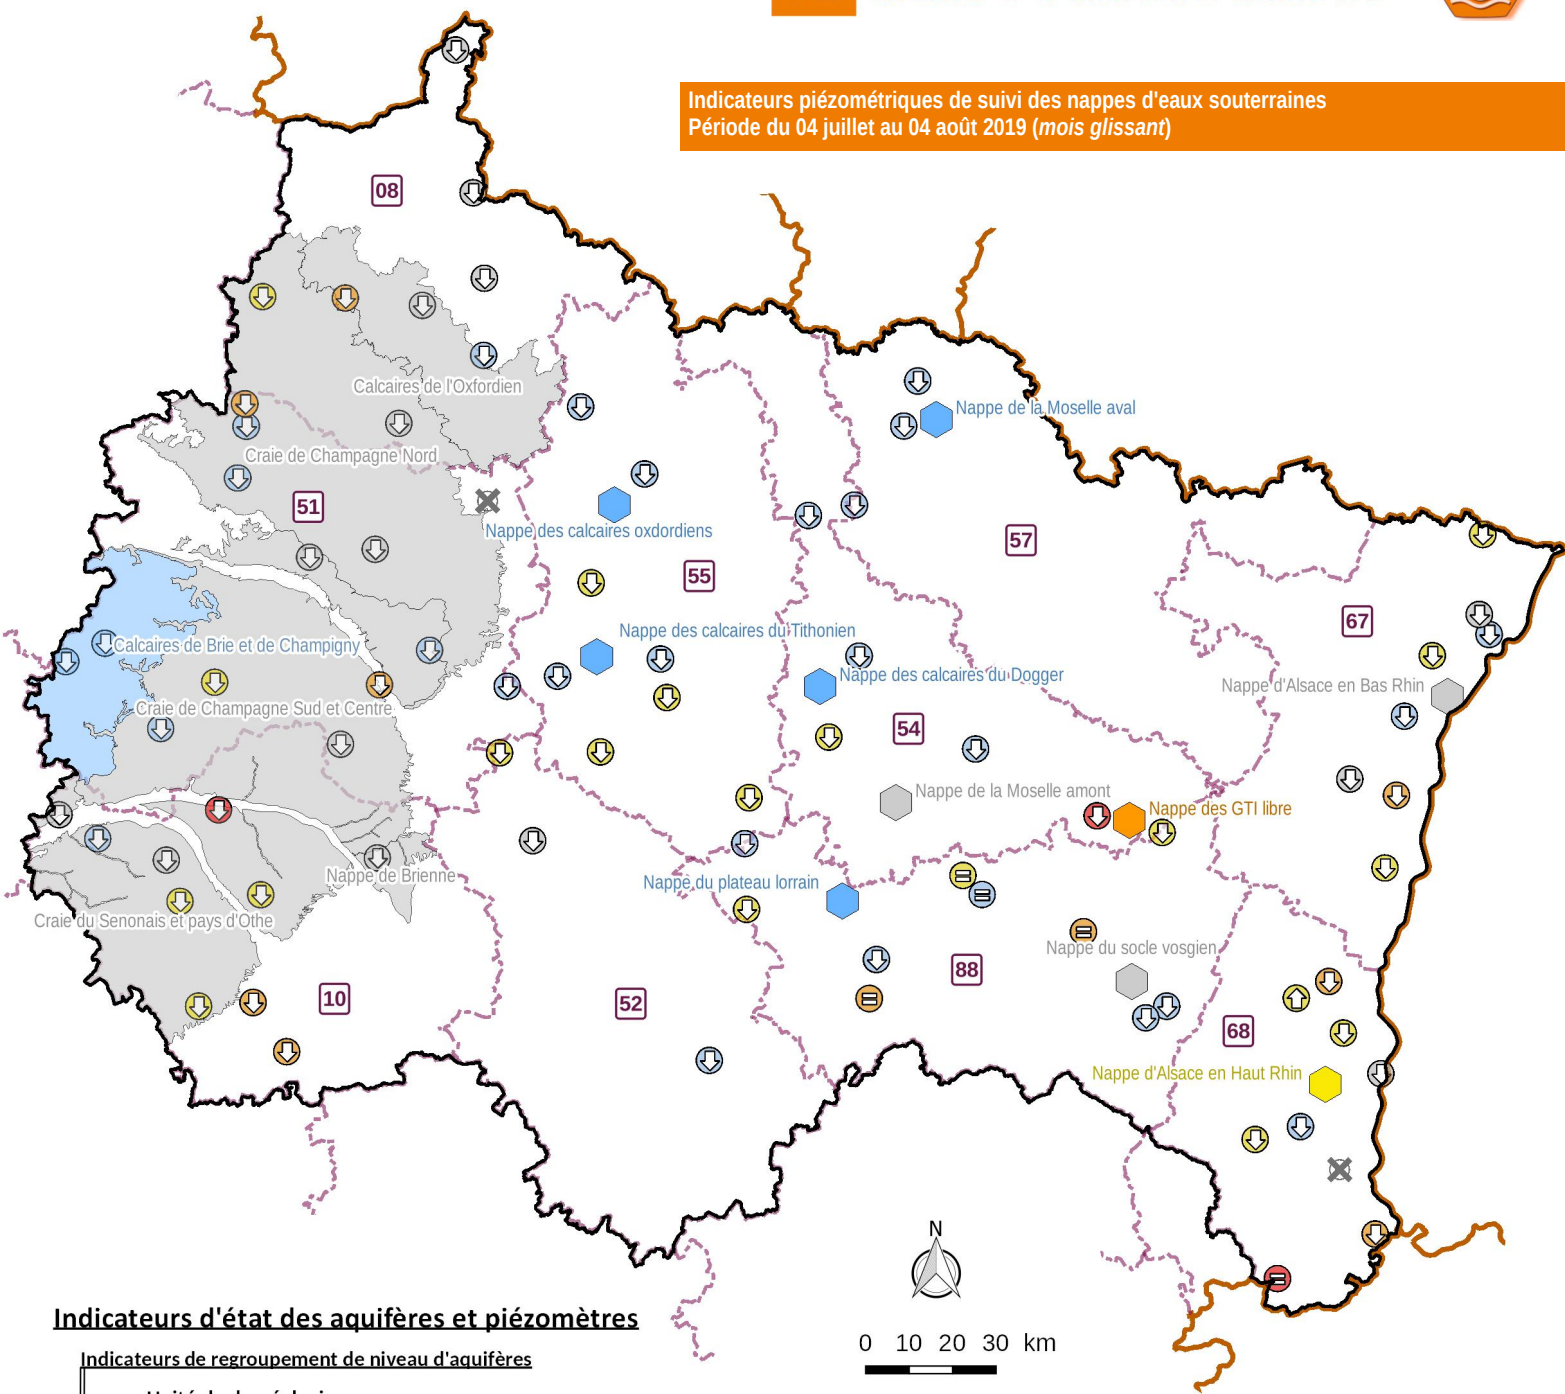 Indicateurs piézométriques de suivi des nappes d'eaux souterraines
Période du 04 juillet au 04 août 2019 (mois glissant)
08
Calcaires de l'Oxfordien
Nappe de la Moselle aval
Craie de Champagne Nord
51
Nappe des calcaires oxdordiens
57
55
67
Nappe des calcaires du Tithonien
Calcaires de Brie et de Champigny
Nappe des calcaires du Dogger
Nappe d'Alsace en Bas Rhin
Craie de Champagne Sud et Centre
54
Nappe de la Moselle amont
Nappe des GTI libre
Nappe de Brienne
Nappe du plateau lorrain
Craie du Senonais et pays d'Othe
Nappe du socle vosgien
88
10
52
68
Nappe d'Alsace en Haut Rhin
N
0 10 20 30 km
Indicateurs d'état des aquifères et piézomètres
Indicateurs de regroupement de niveau d'aquifères